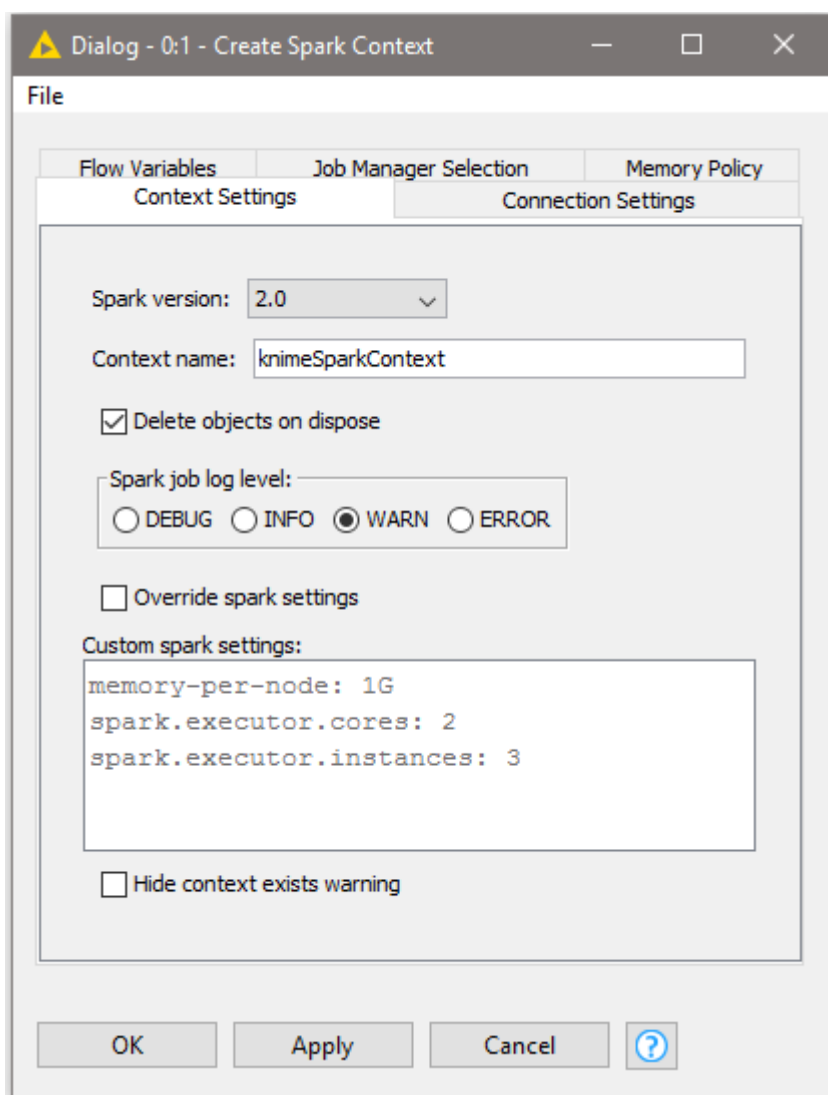 Dialog - 0:1 - Create Spark Context
File
Flow Variables Job Manager Selection Memory Policy
Context Settings Connection Settings
Spark version: 2.0
Context name: knimeSparkContext
Delete objects on dispose
Spark job log level:
DEBUG INFO WARN ERROR
Override spark settings
Custom spark settings:
memory-per-node: 1G
spark.executor.cores: 2
spark.executor.instances: 3
Hide context exists warning
OK Apply Cancel ?